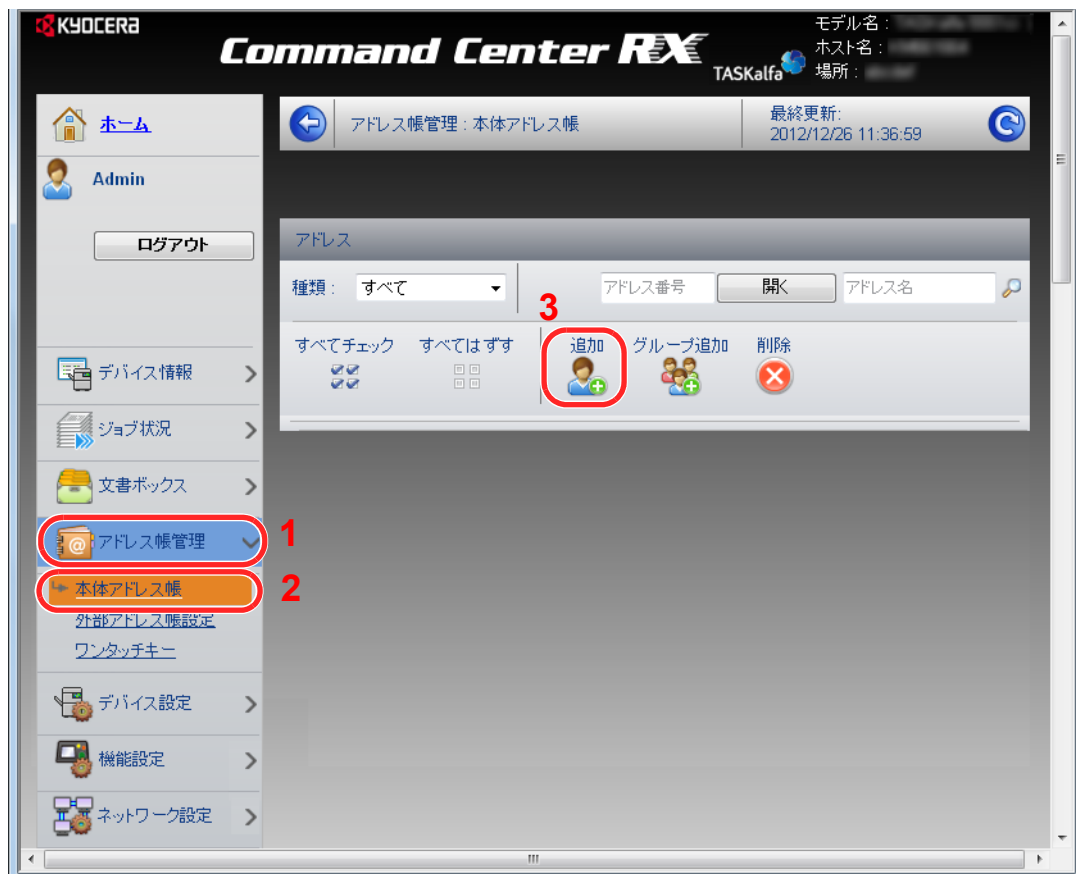 KYOCERA
Command Center RX
TASKalfa
モデル名 :
ホスト名 :
場所 :
ホーム
アドレス帳管理 : 本体アドレス帳
最終更新:
2012/12/26 11:36:59
Admin
ログアウト
アドレス
種類 : すべて
アドレス番号 開く アドレス名
3
すべてチェック すべてはずす 追加 グループ追加 削除
デバイス情報
ジョブ状況
文書ボックス
アドレス帳管理 1
本体アドレス帳 2
外部アドレス帳設定
ワンタッチキー
デバイス設定
機能設定
ネットワーク設定